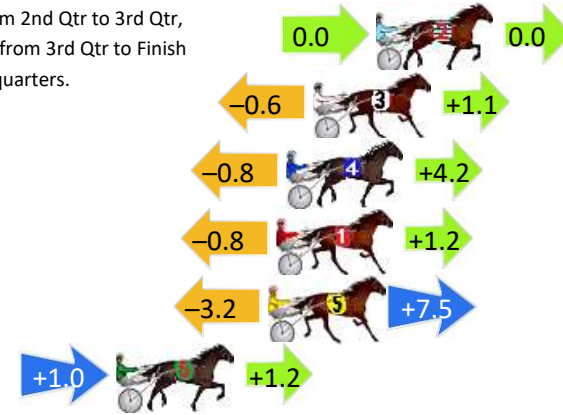 m 2nd Qtr to 3rd Qtr,
from 3rd Qtr to Finish
quarters.
0.0 2 0.0
–0.6 3 +1.1
–0.8 4 +4.2
–0.8 1 +1.2
–3.2 5 +7.5
+1.0 6 +1.2